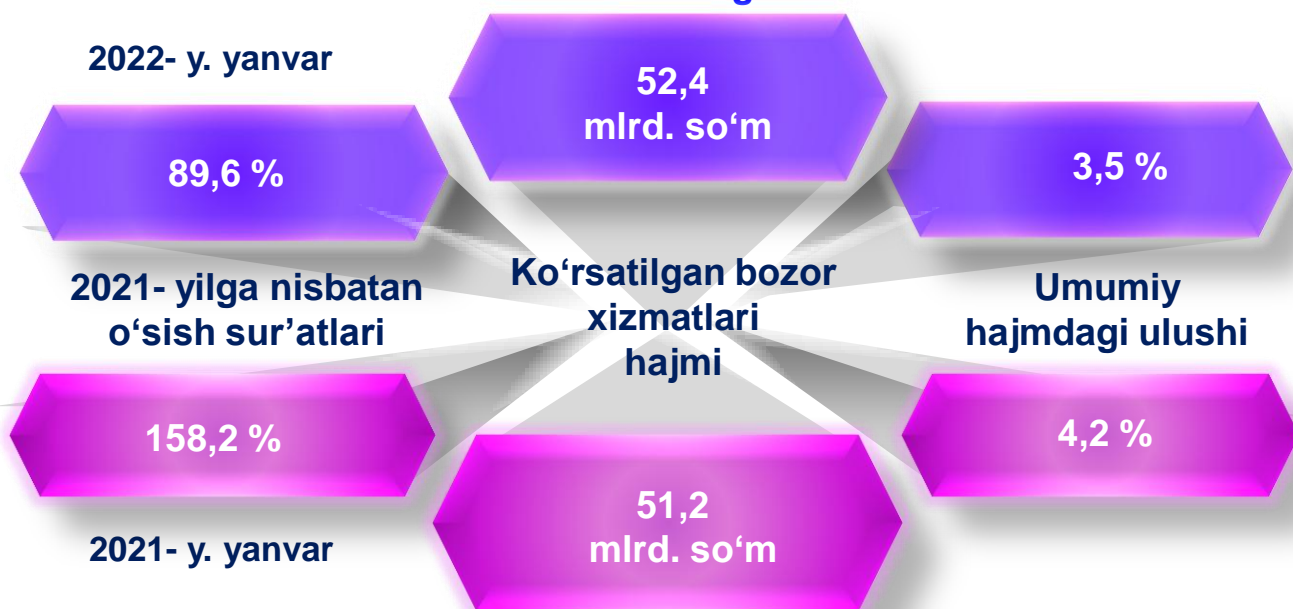 2022- y. yanvar
52,4
mlrd. so‘m
89,6 %
3,5 %
2021- yilga nisbatan
o‘sish sur’atlari
Ko‘rsatilgan bozor
xizmatlari
hajmi
Umumiy
hajmdagi ulushi
158,2 %
4,2 %
51,2
mlrd. so‘m
2021- y. yanvar